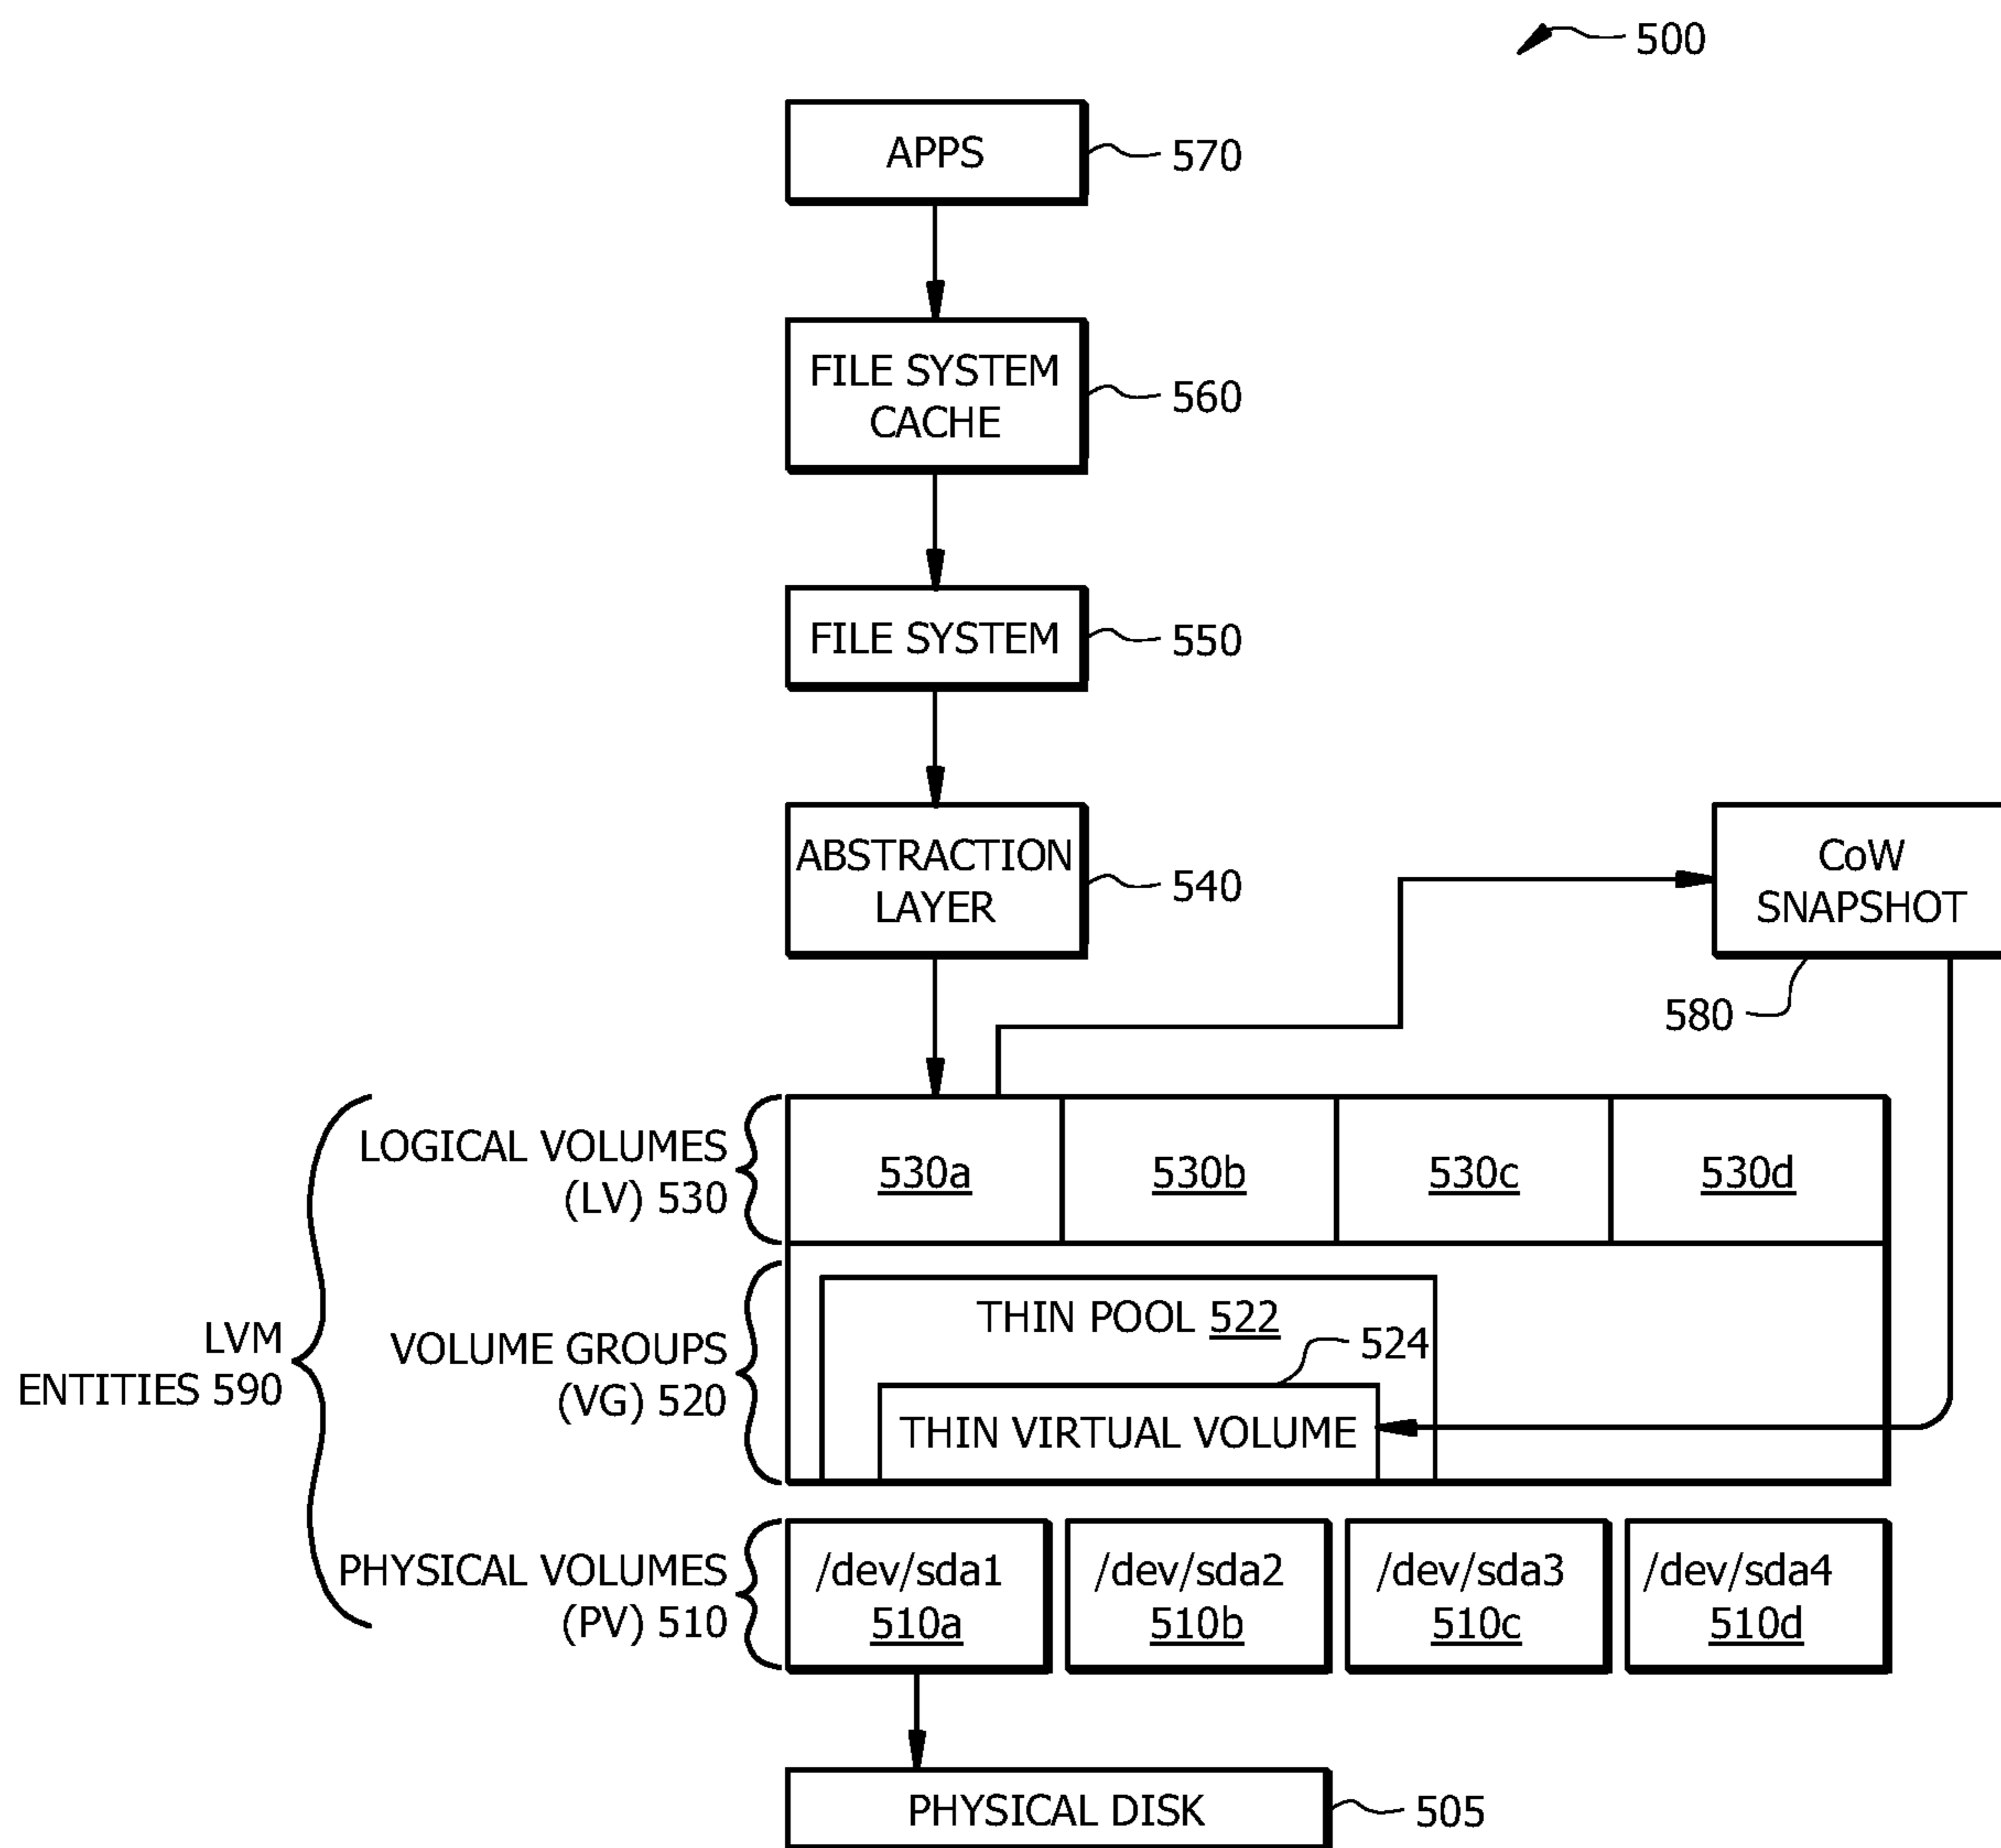 500
APPS
570
FILE SYSTEM
CACHE
560
FILE SYSTEM
550
ABSTRACTION
LAYER
540
CoW
SNAPSHOT
580
LOGICAL VOLUMES
(LV) 530
530a
530b
530c
530d
LVM
ENTITIES 590
VOLUME GROUPS
(VG) 520
THIN POOL 522
524
THIN VIRTUAL VOLUME
PHYSICAL VOLUMES
(PV) 510
/dev/sda1
510a
/dev/sda2
510b
/dev/sda3
510c
/dev/sda4
510d
PHYSICAL DISK
505